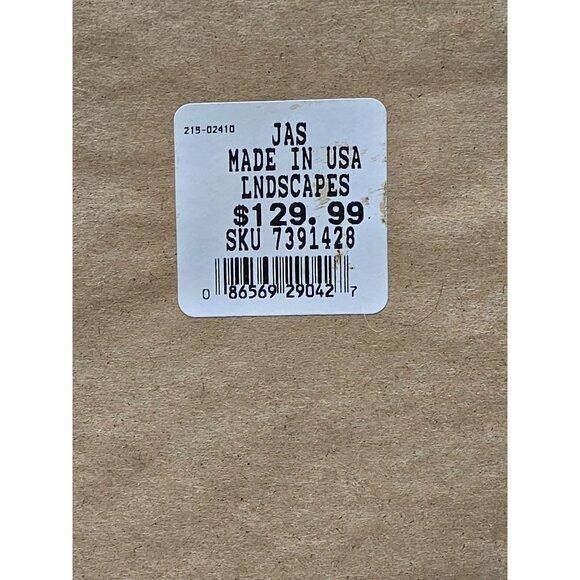 215-02410
JAS
MADE IN USA
LNDSCAPES
$129.99
SKU 7391428
0 86569 29042 7